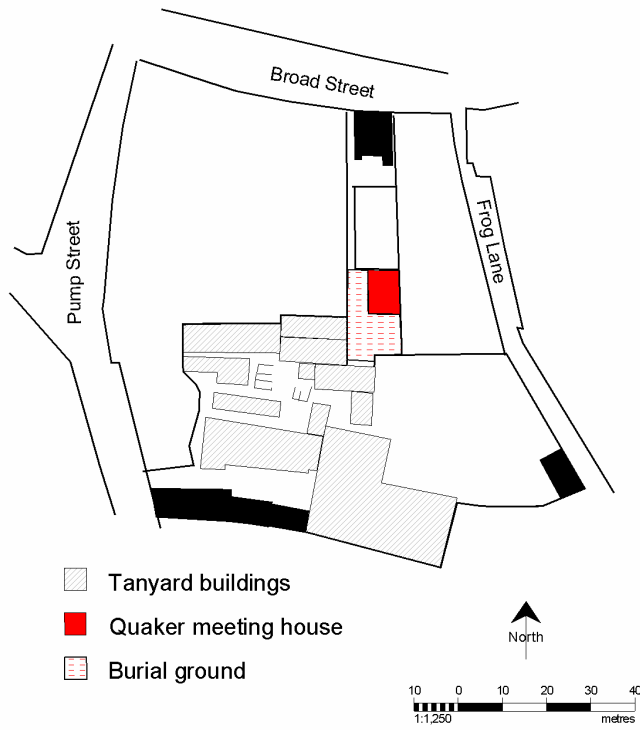 Broad Street
Pump Street
Frog Lane
Tanyard buildings
Quaker meeting house
Burial ground
North
10 0 10 20 30 40
1:1,250 metres